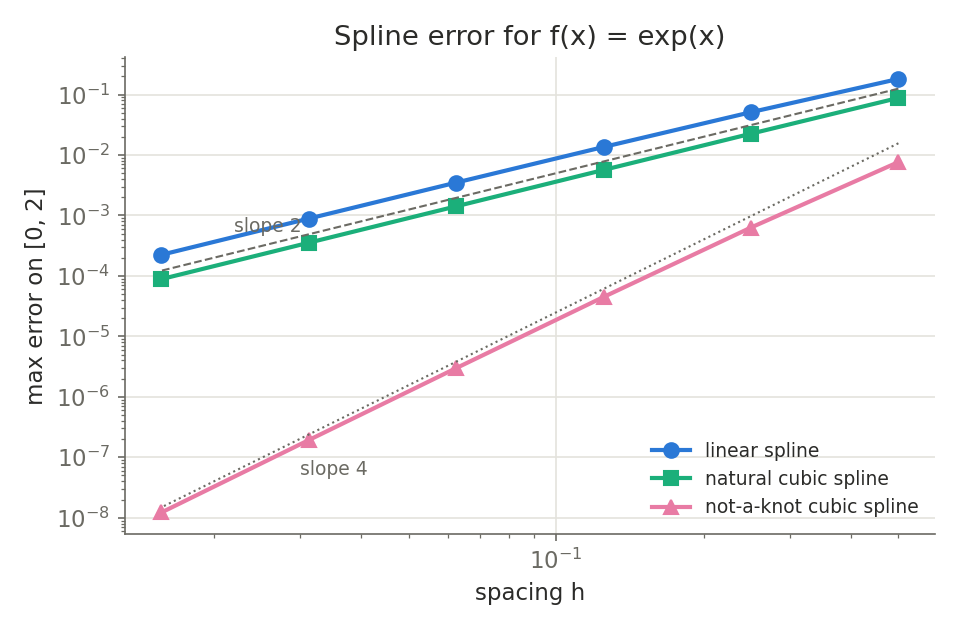 Spline error for f(x) = exp(x)
max error on [0, 2]
10⁻¹
10⁻²
10⁻³
10⁻⁴
10⁻⁵
10⁻⁶
10⁻⁷
10⁻⁸
slope 2
slope 4
linear spline
natural cubic spline
not-a-knot cubic spline
10⁻¹
spacing h